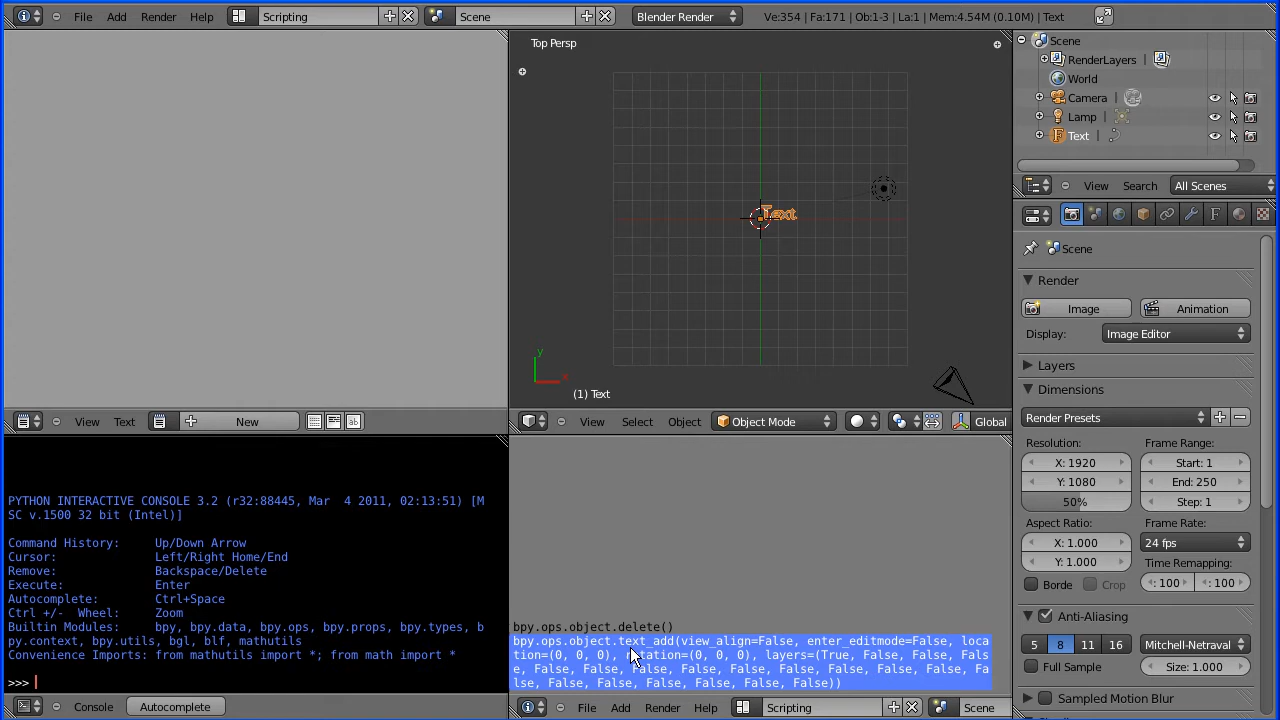 File Add Render Help Scripting Scene Blender Render Ve:354 | Fa:171 | Ob:1-3 | La:1 | Mem:4.54M (0.10M) | Text
Top Persp
Text
y
x
(1) Text
View Text New
View Select Object Object Mode Global
PYTHON INTERACTIVE CONSOLE 3.2 (r32:88445, Mar  4 2011, 02:13:51) [M
SC v.1500 32 bit (Intel)]
Command History: Up/Down Arrow
Cursor: Left/Right Home/End
Remove: Backspace/Delete
Execute: Enter
Autocomplete: Ctrl+Space
Ctrl +/-  Wheel: Zoom
Builtin Modules: bpy, bpy.data, bpy.ops, bpy.props, bpy.types, b
py.context, bpy.utils, bgl, blf, mathutils
Convenience Imports: from mathutils import *; from math import *
>>>
Console Autocomplete
bpy.ops.object.delete()
bpy.ops.object.text_add(view_align=False, enter_editmode=False, loca
tion=(0, 0, 0), rotation=(0, 0, 0), layers=(True, False, False, Fals
e, False, False, False, False, False, False, False, False, False, Fa
lse, False, False, False, False, False, False))
File Add Render Help Scripting Scene
Scene
RenderLayers
World
Camera
Lamp
Text
View Search All Scenes
Scene
Render
Image Animation
Display: Image Editor
Layers
Dimensions
Render Presets
Resolution: Frame Range:
X: 1920 Start: 1
Y: 1080 End: 250
50% Step: 1
Aspect Ratio: Frame Rate:
X: 1.000 24 fps
Y: 1.000 Time Remapping:
Borde Crop : 100 : 100
Anti-Aliasing
5 8 11 16 Mitchell-Netraval
Full Sample Size: 1.000
Sampled Motion Blur